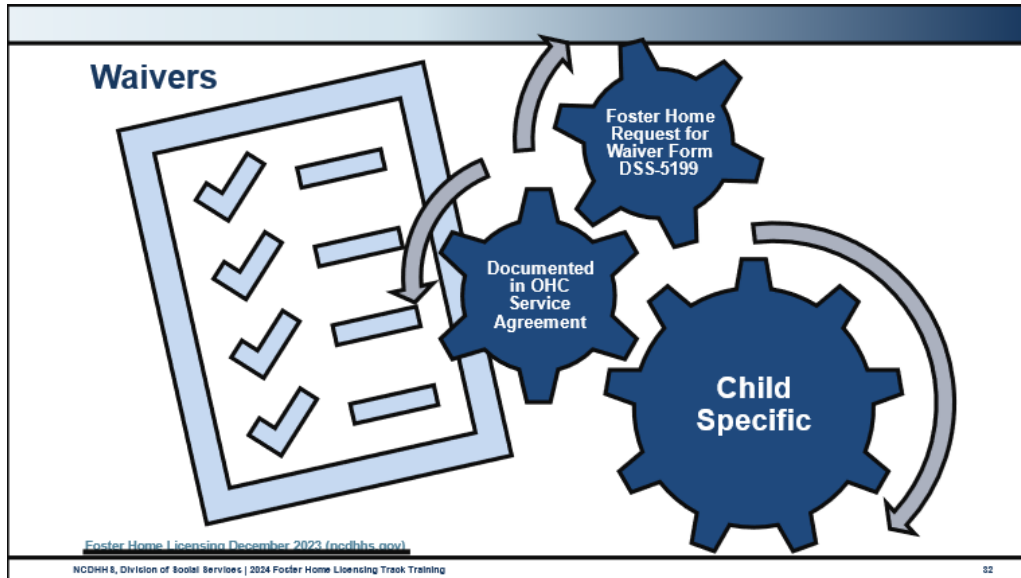 Waivers
Foster Home
Request for
Waiver Form
DSS-5199
Documented
in OHC
Service
Agreement
Child
Specific
Foster Home Licensing December 2023 (ncdhhs.gov)
NCDHHS, Division of Social Services | 2024 Foster Home Licensing Track Training
32